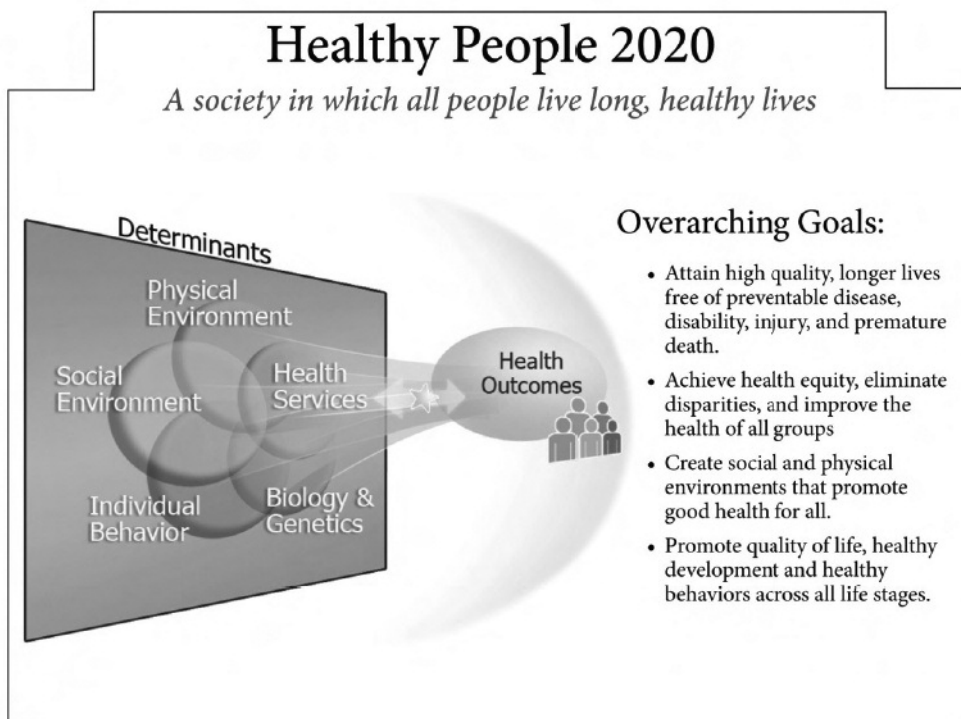 Healthy People 2020
A society in which all people live long, healthy lives
Determinants
Physical
Environment
Social
Environment
Health
Services
Individual
Behavior
Biology &
Genetics
Health
Outcomes
Overarching Goals:
• Attain high quality, longer lives
free of preventable disease,
disability, injury, and premature
death.
• Achieve health equity, eliminate
disparities, and improve the
health of all groups
• Create social and physical
environments that promote
good health for all.
• Promote quality of life, healthy
development and healthy
behaviors across all life stages.